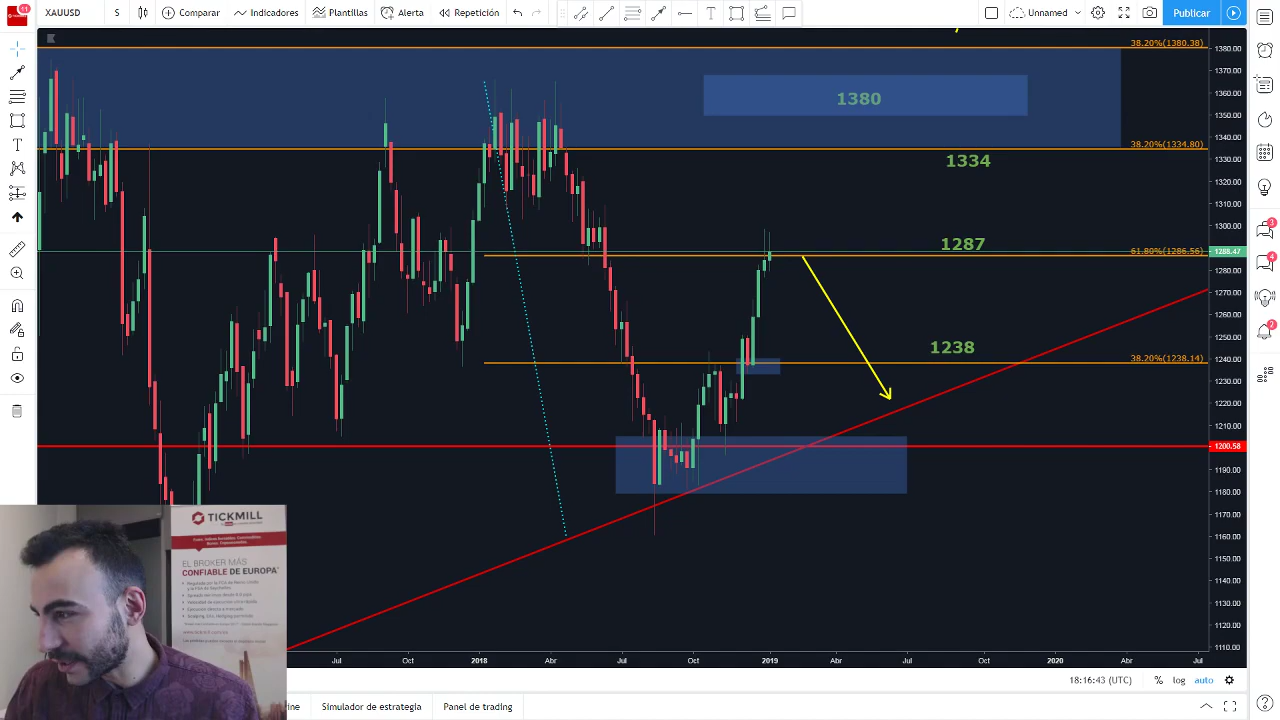 11
XAUUSD
S
Comparar
Indicadores
Plantillas
Alerta
Repetición
Unnamed
Publicar
38.20%(1380.38)
1380.00
1370.00
1360.00
1380
1350.00
1340.00
38.20%(1334.80)
1334
1330.00
1320.00
1310.00
1300.00
1287
61.80%(1286.56)
1288.47
1280.00
1270.00
1260.00
1250.00
1238
38.20%(1238.14)
1240.00
1230.00
1220.00
1210.00
1200.58
1190.00
1180.00
1170.00
1160.00
1150.00
1140.00
1130.00
1120.00
1110.00
3
4
2
TICKMILL
EL BROKER MÁS
CONFIABLE DE EUROPA*
Jul
Oct
2018
Abr
Jul
Oct
2019
Abr
Jul
Oct
2020
Abr
Jul
18:16:43 (UTC)
%
log
auto
ine
Simulador de estrategia
Panel de trading